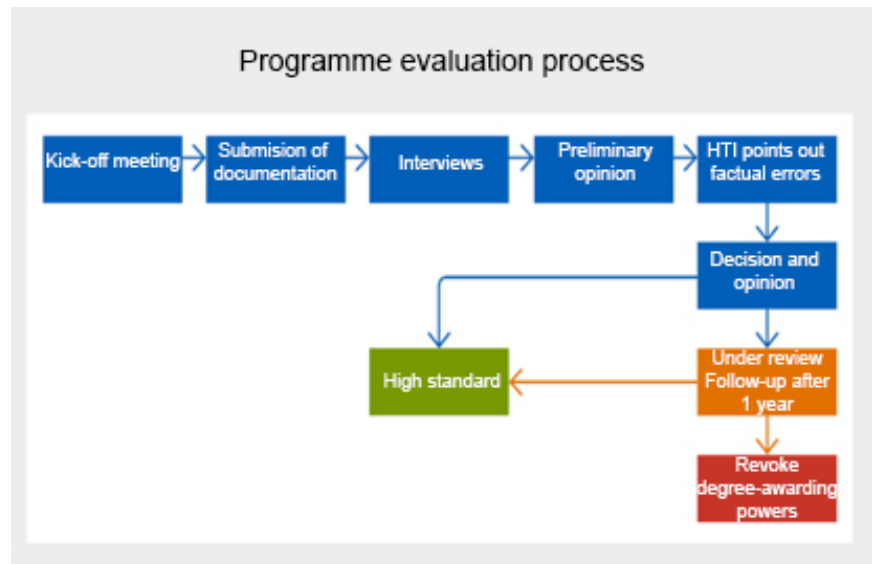 Programme evaluation process
Kick-off meeting
Submision of
documentation
Interviews
Preliminary
opinion
HTI points out
factual errors
Decision and
opinion
High standard
Under review
Follow-up after
1 year
Revoke
degree-awarding
powers